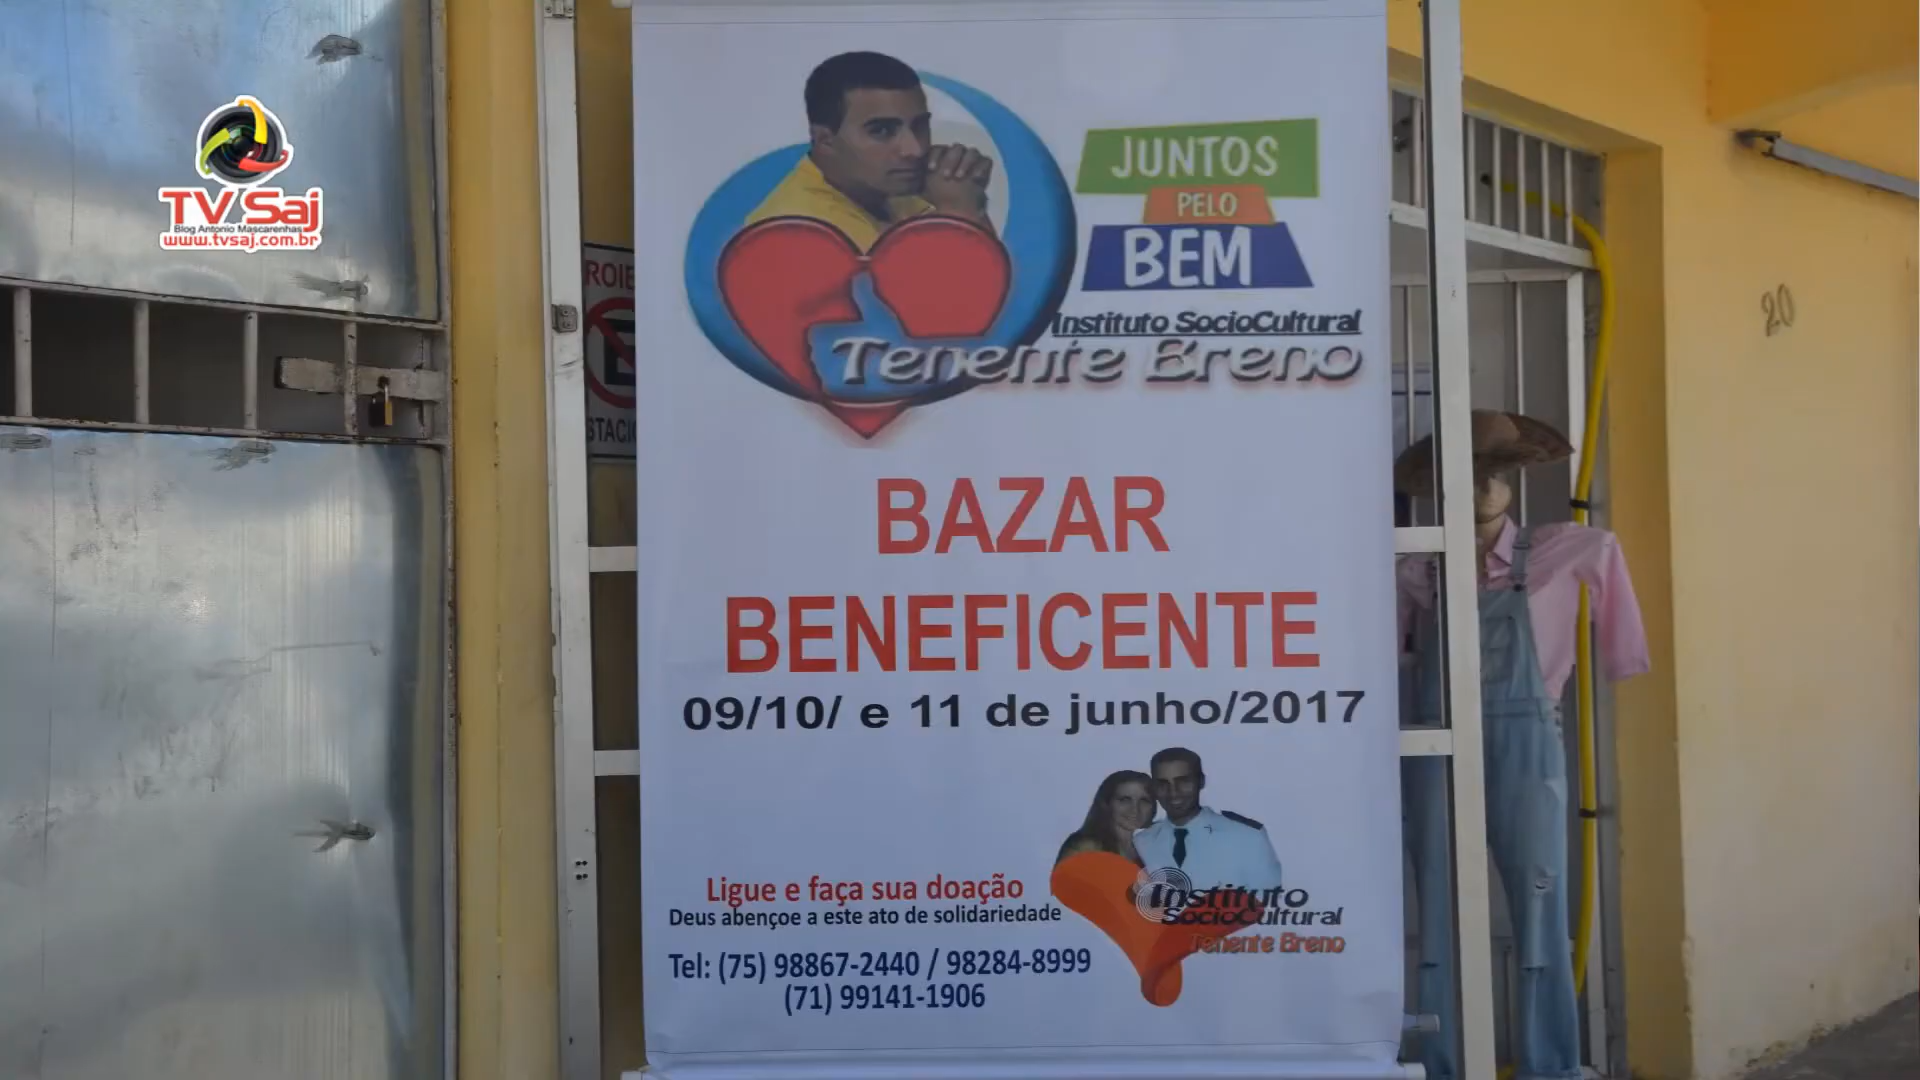 TV Saj
Blog Antonio Mascarenhas
www.tvsaj.com.br
JUNTOS
PELO
BEM
Instituto SocioCultural
Tenente Breno
BAZAR
BENEFICENTE
09/10/ e 11 de junho/2017
Ligue e faça sua doação
Deus abençoe a este ato de solidariedade
Tel: (75) 98867-2440 / 98284-8999
(71) 99141-1906
Instituto
SocioCultural
Tenente Breno
20